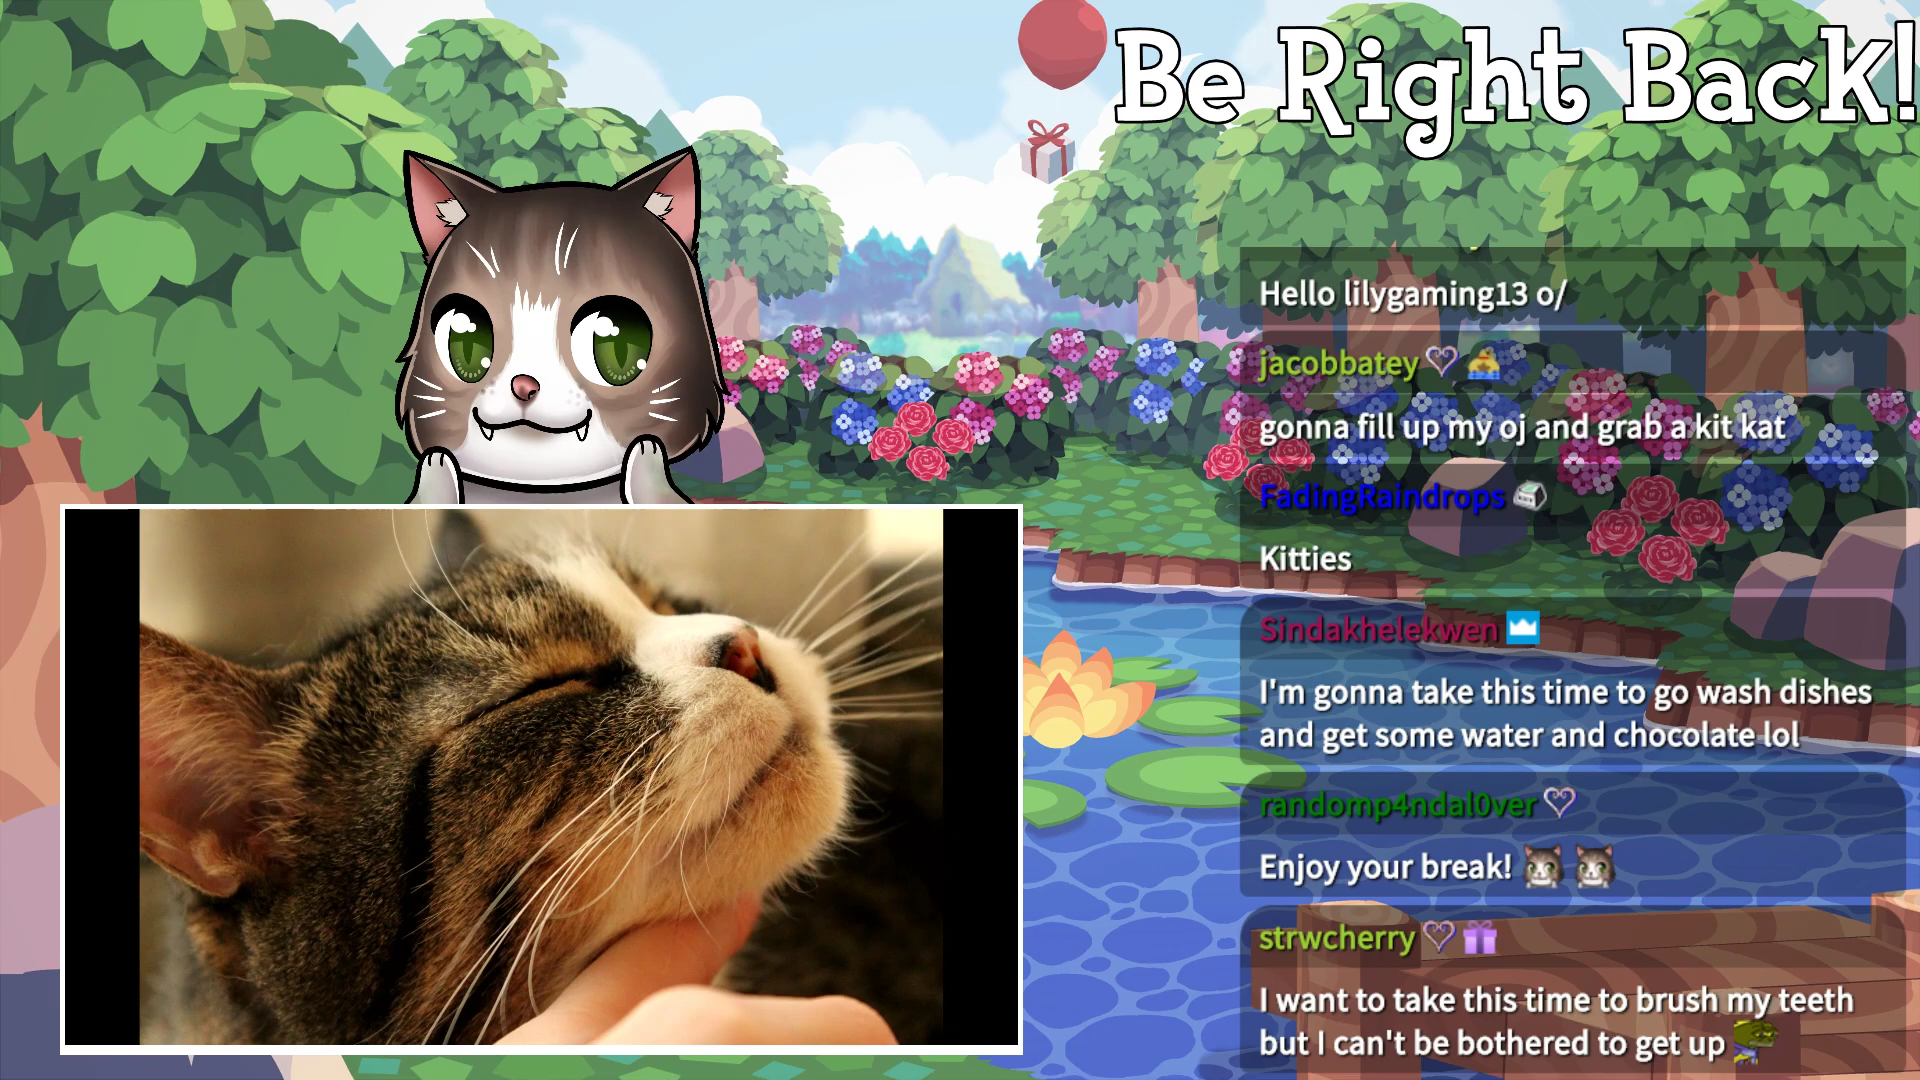 Be Right Back!
Hello lilygaming13 o/
jacobbatey
gonna fill up my oj and grab a kit kat
FadingRaindrops
Kitties
Sindakhelekwen
I'm gonna take this time to go wash dishes
and get some water and chocolate lol
randomp4ndal0ver
Enjoy your break!
strwcherry
I want to take this time to brush my teeth
but I can't be bothered to get up